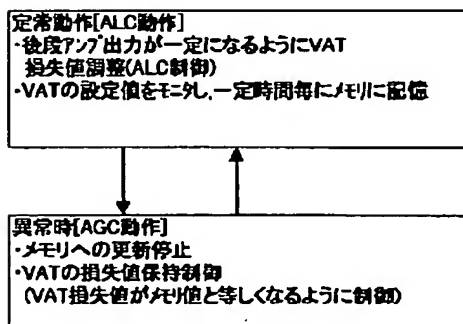 定常動作[ALC動作]
・後段アンプ出力が一定になるようにVAT
損失値調整(ALC制御)
・VATの設定値をモニタし、一定時間毎にメモリに記憶
異常時[AGC動作]
・メモリへの更新停止
・VATの損失値保持制御
(VAT損失値がメモリ値と等しくなるように制御)